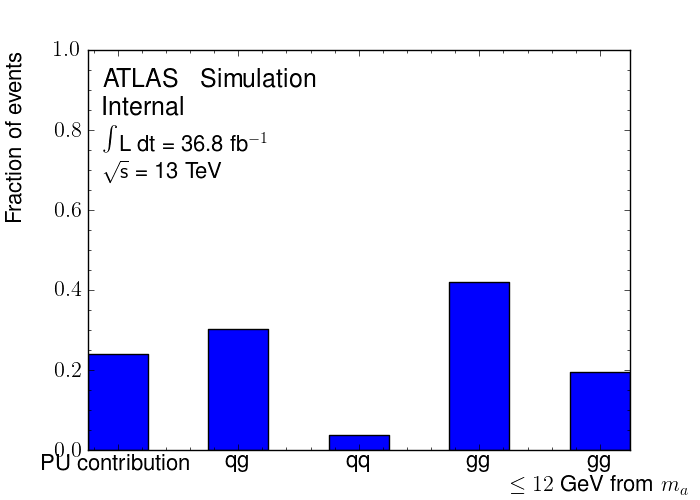 Fraction of events
1.0
0.8
0.6
0.4
0.2
0.0
ATLAS Simulation
Internal
∫L dt = 36.8 fb⁻¹
√s = 13 TeV
PU contribution qg qq gg gg
≤ 12 GeV from mₐ